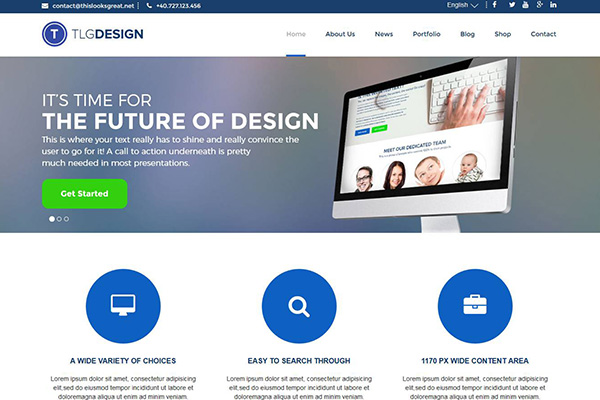 contact@thislooksgreat.net | +40.727.123.456
English
T TLGDESIGN
Home About Us News Portfolio Blog Shop Contact
IT'S TIME FOR
THE FUTURE OF DESIGN
This is where your text really has to shine and really convince the
user to go for it! A call to action underneath is pretty
much needed in most presentations.
Get Started
MEET OUR DEDICATED TEAM
A WIDE VARIETY OF CHOICES
Lorem ipsum dolor sit amet, consectetur adipisicing
elit,sed do eiusmod tempor incididunt ut labore et
dolore magna aliqua. Ut enim ad minim veniam.
EASY TO SEARCH THROUGH
Lorem ipsum dolor sit amet, consectetur adipisicing
elit,sed do eiusmod tempor incididunt ut labore et
dolore magna aliqua. Ut enim ad minim veniam.
1170 PX WIDE CONTENT AREA
Lorem ipsum dolor sit amet, consectetur adipisicing
elit,sed do eiusmod tempor incididunt ut labore et
dolore magna aliqua. Ut enim ad minim veniam.